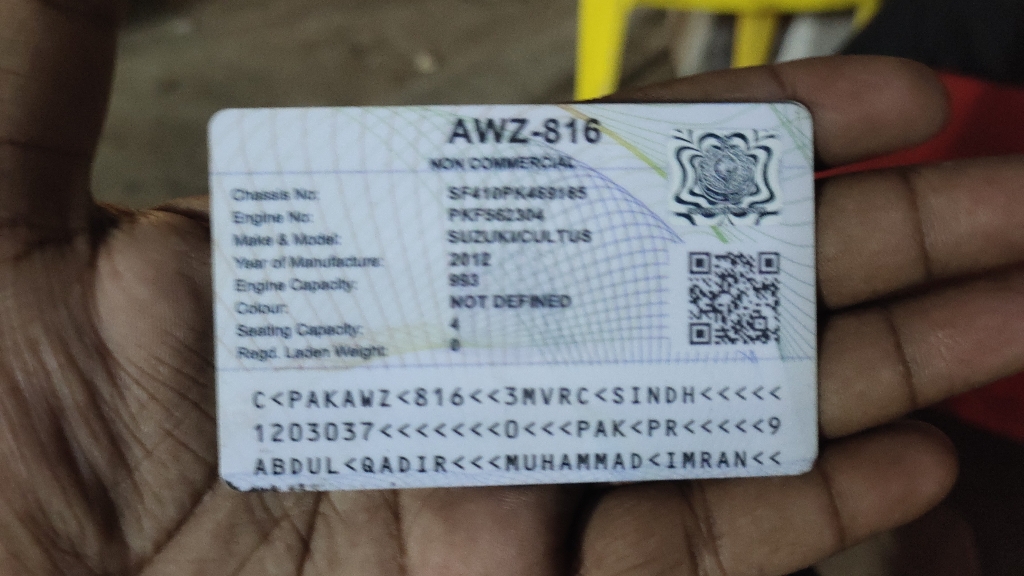 AWZ-816
NON COMMERCIAL
Chassis No: SF410PK469185
Engine No: PKF562304
Make & Model: SUZUKI/CULTUS
Year of Manufacture: 2012
Engine Capacity: 993
Colour: NOT DEFINED
Seating Capacity: 4
Regd. Laden Weight: 0
C<PAKAWZ<816<<3MVRC<SINDH<<<<<
1203037<<<<<<<0<<<PAK<PR<<<<<9
ABDUL<QADIR<<<MUHAMMAD<IMRAN<<